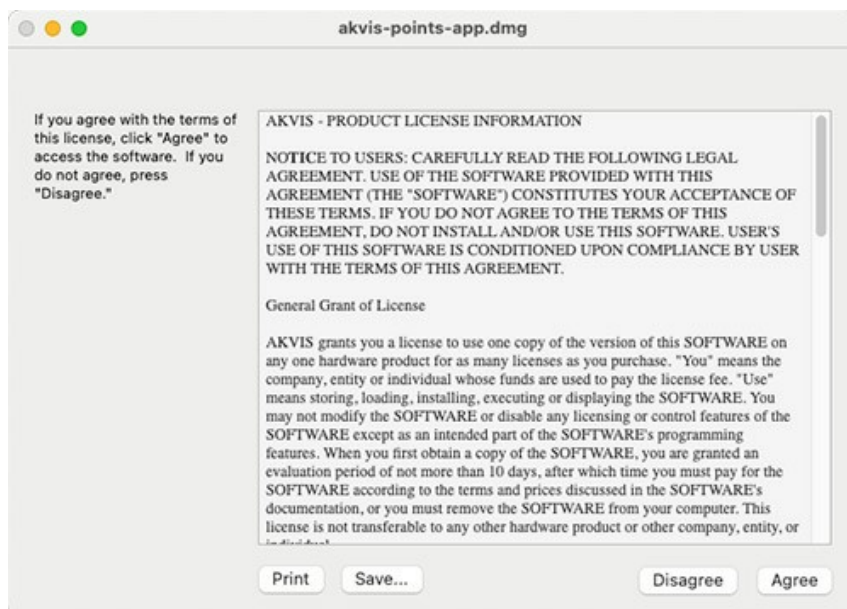 akvis-points-app.dmg
If you agree with the terms of
this license, click "Agree" to
access the software.  If you
do not agree, press
"Disagree."
AKVIS - PRODUCT LICENSE INFORMATION
NOTICE TO USERS: CAREFULLY READ THE FOLLOWING LEGAL
AGREEMENT. USE OF THE SOFTWARE PROVIDED WITH THIS
AGREEMENT (THE "SOFTWARE") CONSTITUTES YOUR ACCEPTANCE OF
THESE TERMS. IF YOU DO NOT AGREE TO THE TERMS OF THIS
AGREEMENT, DO NOT INSTALL AND/OR USE THIS SOFTWARE. USER'S
USE OF THIS SOFTWARE IS CONDITIONED UPON COMPLIANCE BY USER
WITH THE TERMS OF THIS AGREEMENT.
General Grant of License
AKVIS grants you a license to use one copy of the version of this SOFTWARE on
any one hardware product for as many licenses as you purchase. "You" means the
company, entity or individual whose funds are used to pay the license fee. "Use"
means storing, loading, installing, executing or displaying the SOFTWARE. You
may not modify the SOFTWARE or disable any licensing or control features of the
SOFTWARE except as an intended part of the SOFTWARE's programming
features. When you first obtain a copy of the SOFTWARE, you are granted an
evaluation period of not more than 10 days, after which time you must pay for the
SOFTWARE according to the terms and prices discussed in the SOFTWARE's
documentation, or you must remove the SOFTWARE from your computer. This
license is not transferable to any other hardware product or other company, entity, or
Print
Save...
Disagree
Agree